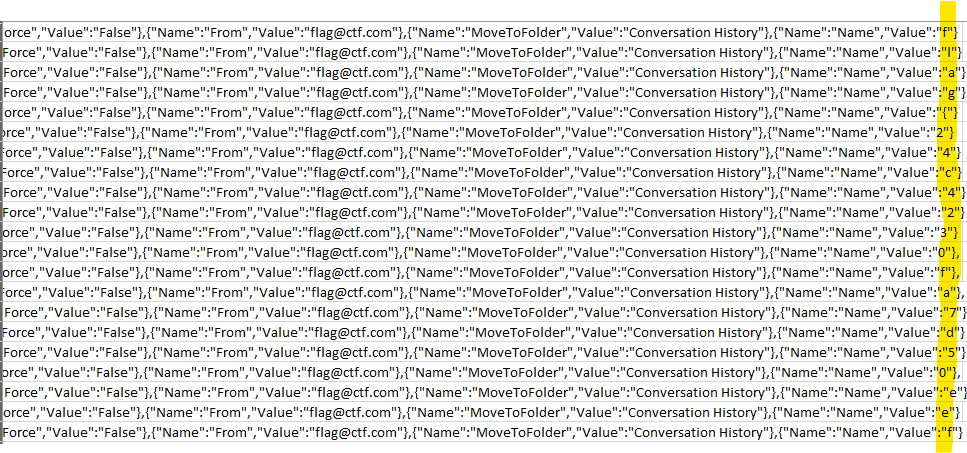 orce","Value":"False"},{"Name":"From","Value":"flag@ctf.com"},{"Name":"MoveToFolder","Value":"Conversation History"},{"Name":"Name","Value":"f"}
Force","Value":"False"},{"Name":"From","Value":"flag@ctf.com"},{"Name":"MoveToFolder","Value":"Conversation History"},{"Name":"Name","Value":"l"}
Force","Value":"False"},{"Name":"From","Value":"flag@ctf.com"},{"Name":"MoveToFolder","Value":"Conversation History"},{"Name":"Name","Value":"a"}
Force","Value":"False"},{"Name":"From","Value":"flag@ctf.com"},{"Name":"MoveToFolder","Value":"Conversation History"},{"Name":"Name","Value":"g"}
orce","Value":"False"},{"Name":"From","Value":"flag@ctf.com"},{"Name":"MoveToFolder","Value":"Conversation History"},{"Name":"Name","Value":"{"}
orce","Value":"False"},{"Name":"From","Value":"flag@ctf.com"},{"Name":"MoveToFolder","Value":"Conversation History"},{"Name":"Name","Value":"2"}
Force","Value":"False"},{"Name":"From","Value":"flag@ctf.com"},{"Name":"MoveToFolder","Value":"Conversation History"},{"Name":"Name","Value":"4"}
Force","Value":"False"},{"Name":"From","Value":"flag@ctf.com"},{"Name":"MoveToFolder","Value":"Conversation History"},{"Name":"Name","Value":"c"}
Force","Value":"False"},{"Name":"From","Value":"flag@ctf.com"},{"Name":"MoveToFolder","Value":"Conversation History"},{"Name":"Name","Value":"4"}
Force","Value":"False"},{"Name":"From","Value":"flag@ctf.com"},{"Name":"MoveToFolder","Value":"Conversation History"},{"Name":"Name","Value":"2"}
orce","Value":"False"},{"Name":"From","Value":"flag@ctf.com"},{"Name":"MoveToFolder","Value":"Conversation History"},{"Name":"Name","Value":"3"}
orce","Value":"False"},{"Name":"From","Value":"flag@ctf.com"},{"Name":"MoveToFolder","Value":"Conversation History"},{"Name":"Name","Value":"0"},
orce","Value":"False"},{"Name":"From","Value":"flag@ctf.com"},{"Name":"MoveToFolder","Value":"Conversation History"},{"Name":"Name","Value":"f"},
orce","Value":"False"},{"Name":"From","Value":"flag@ctf.com"},{"Name":"MoveToFolder","Value":"Conversation History"},{"Name":"Name","Value":"a"},
Force","Value":"False"},{"Name":"From","Value":"flag@ctf.com"},{"Name":"MoveToFolder","Value":"Conversation History"},{"Name":"Name","Value":"7"}
Force","Value":"False"},{"Name":"From","Value":"flag@ctf.com"},{"Name":"MoveToFolder","Value":"Conversation History"},{"Name":"Name","Value":"d"}
Force","Value":"False"},{"Name":"From","Value":"flag@ctf.com"},{"Name":"MoveToFolder","Value":"Conversation History"},{"Name":"Name","Value":"5"}
orce","Value":"False"},{"Name":"From","Value":"flag@ctf.com"},{"Name":"MoveToFolder","Value":"Conversation History"},{"Name":"Name","Value":"0"},
Force","Value":"False"},{"Name":"From","Value":"flag@ctf.com"},{"Name":"MoveToFolder","Value":"Conversation History"},{"Name":"Name","Value":"e"}
orce","Value":"False"},{"Name":"From","Value":"flag@ctf.com"},{"Name":"MoveToFolder","Value":"Conversation History"},{"Name":"Name","Value":"e"}
Force","Value":"False"},{"Name":"From","Value":"flag@ctf.com"},{"Name":"MoveToFolder","Value":"Conversation History"},{"Name":"Name","Value":"f"}